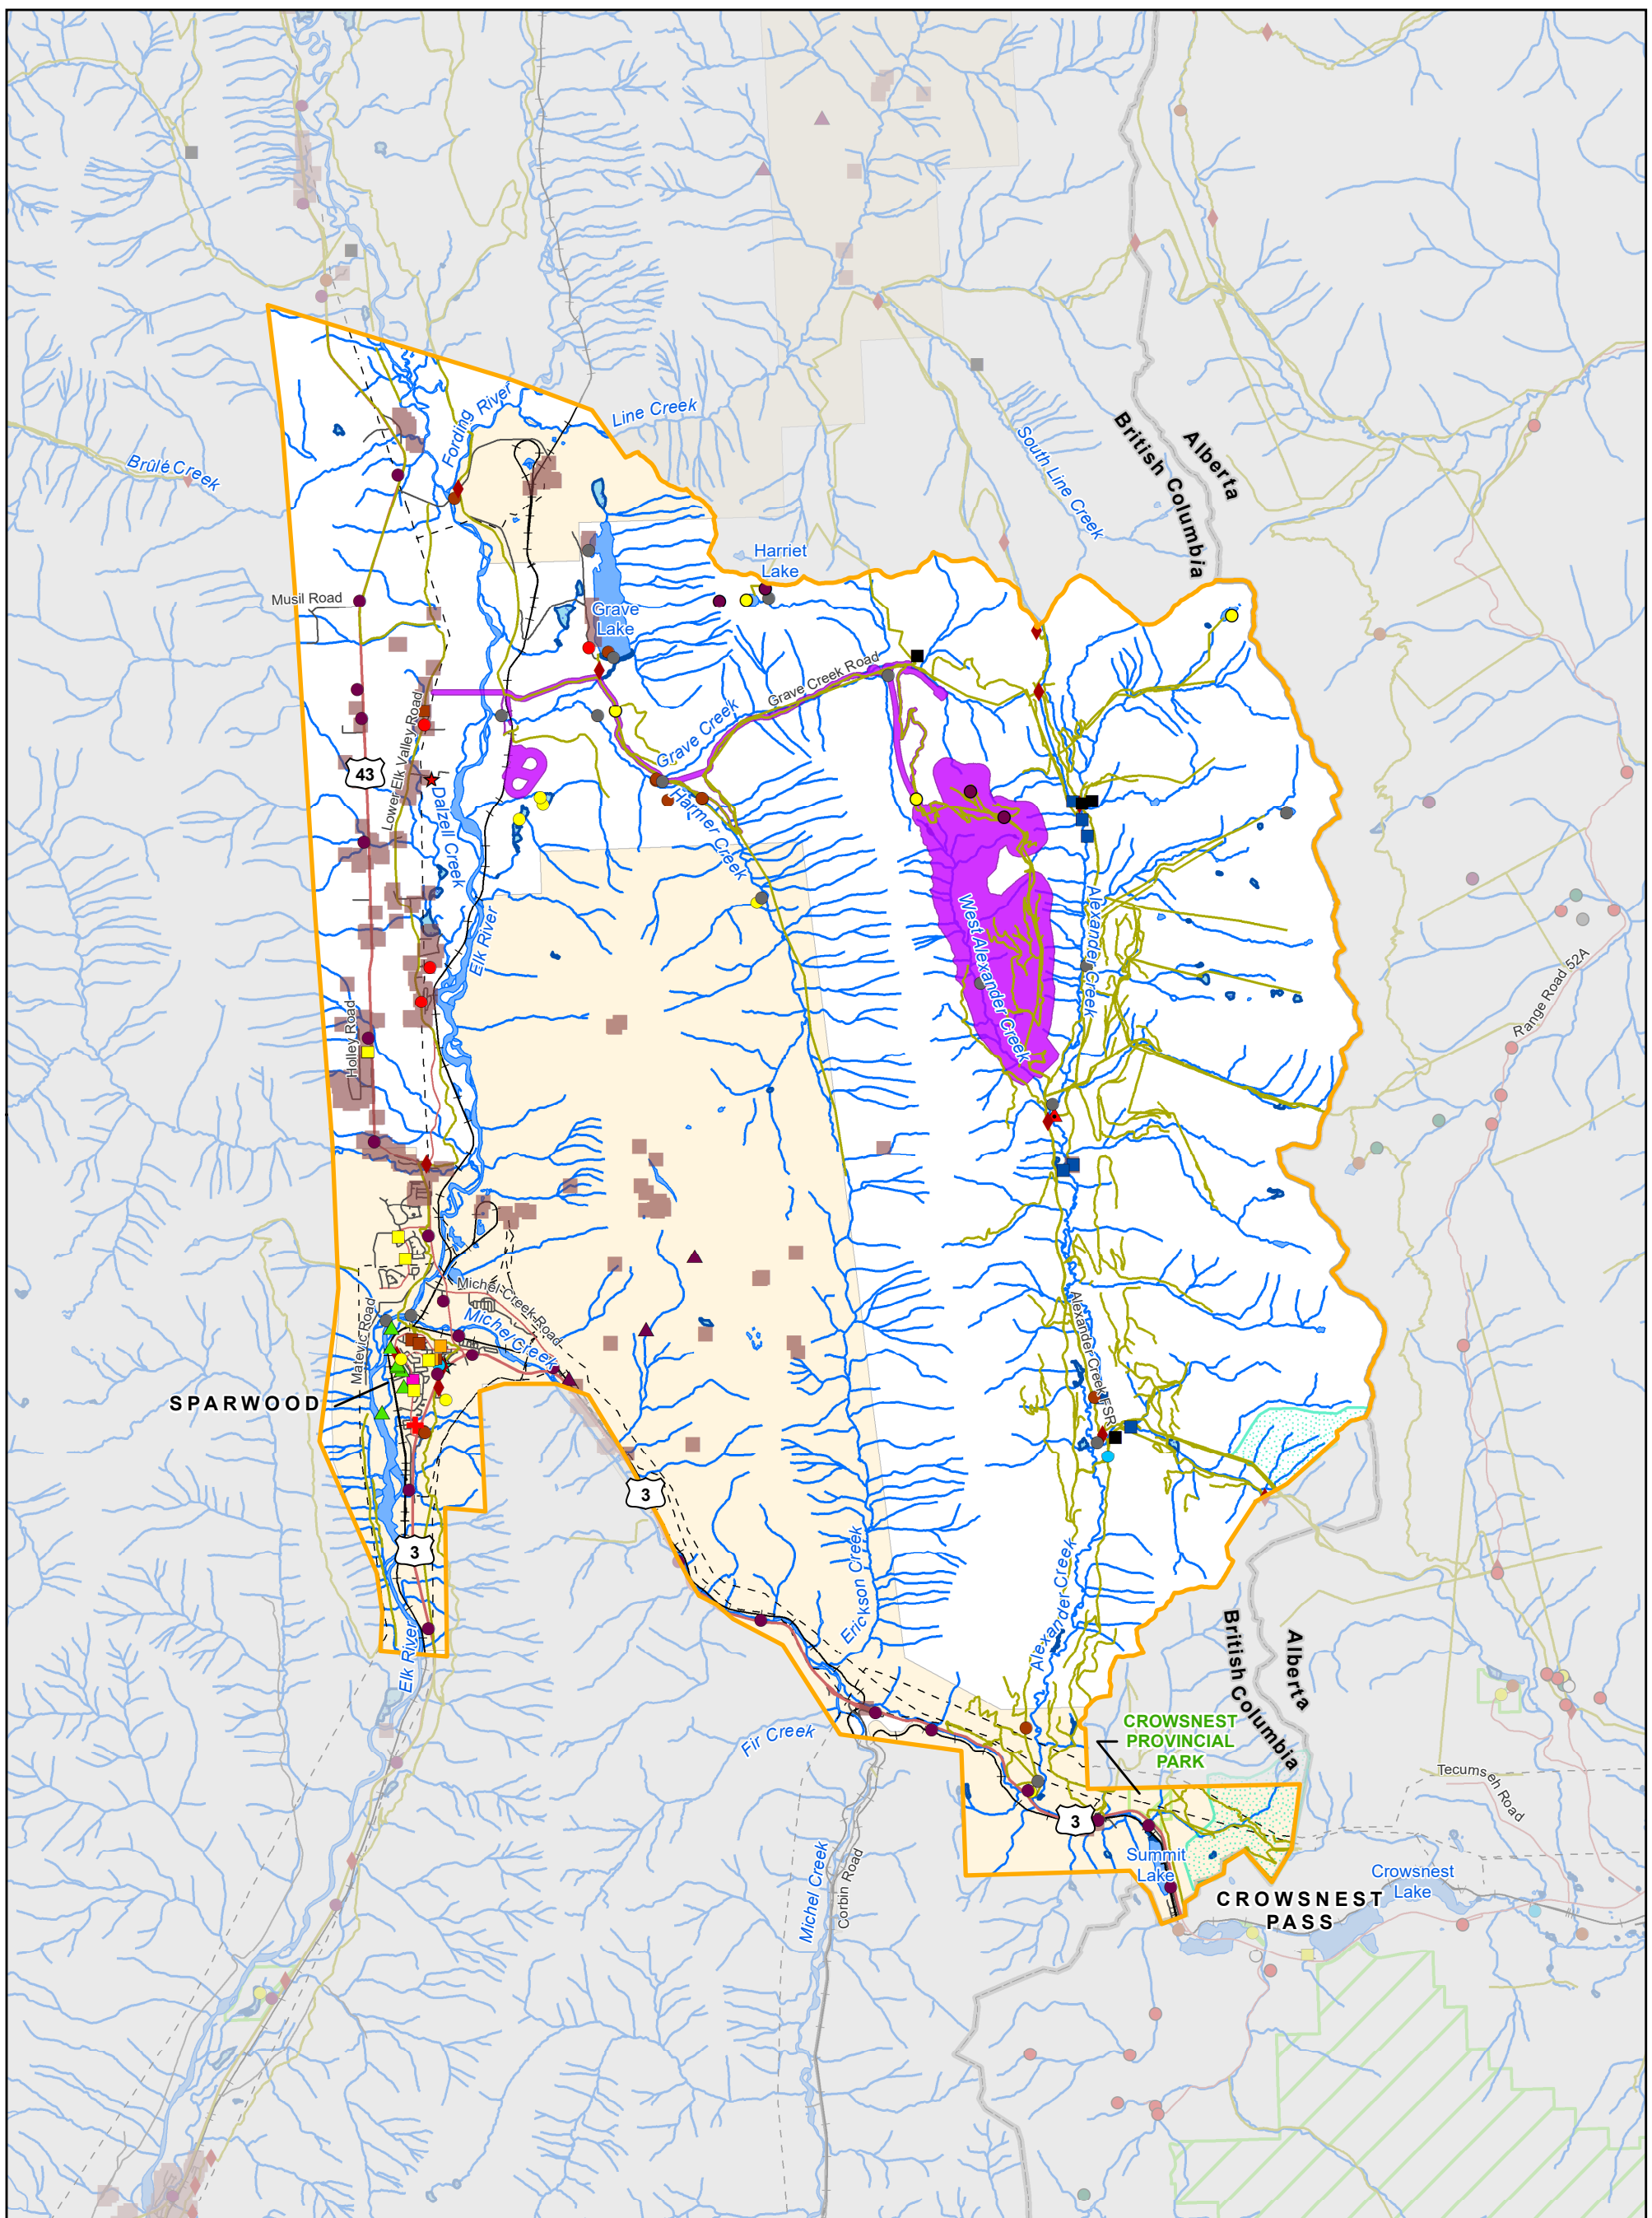 Fording River
Line Creek
Brûlé Creek
South Line Creek
Alberta
British Columbia
Harriet
Lake
Musil Road
Grave
Lake
Grave Creek Road
Lower Elk Valley Road
Grave Creek
43
Harmer Creek
Dalzell Creek
West Alexander Creek
Alexander Creek
Elk River
Range Road 52A
Holley Road
Michel Creek Road
Michel Creek
Matevic Road
Alexander Creek FSR
SPARWOOD
3
3
Erickson Creek
Alexander Creek
Elk River
Alberta
British Columbia
Fir Creek
CROWSNEST
PROVINCIAL
PARK
Tecumseh Road
3
Michel Creek
Corbin Road
Summit
Lake
Crowsnest
Lake
CROWSNEST
PASS